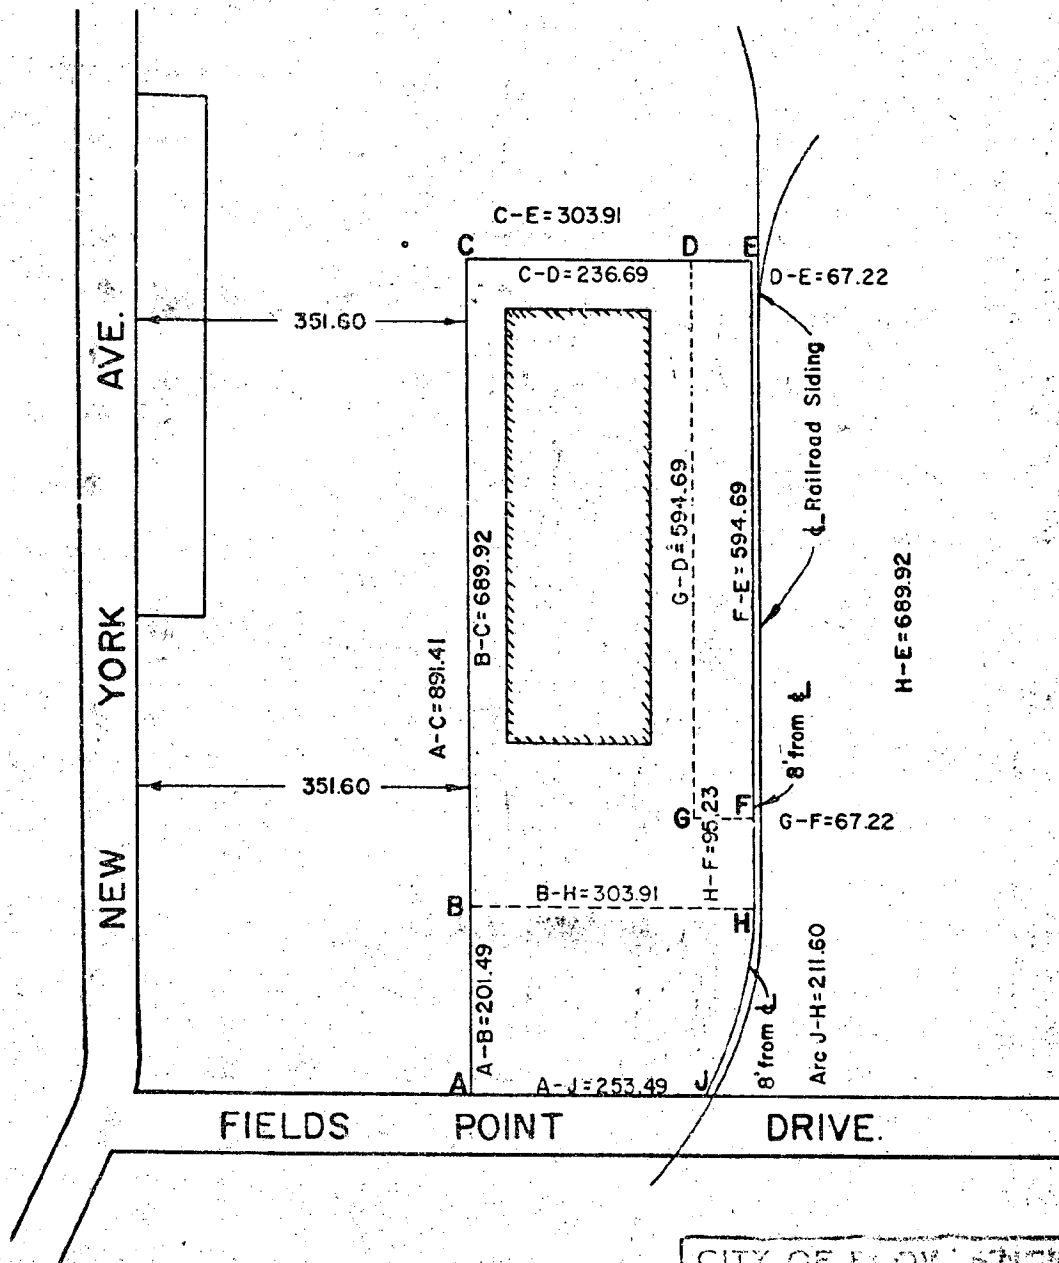 C-E=303.91
C D E
C-D=236.69
D-E=67.22
351.60
NEW YORK AVE.
℄ Railroad Siding
G-D=594.69
F-E=594.69
B-C=689.92
A-C=891.41
H-E=689.92
8' from ℄
351.60
G F
G-F=67.22
H-F=95.23
B-H=303.91
B H
A-B=201.49
8' from ℄
Arc J-H=211.60
A J
A-J=253.49
FIELDS POINT DRIVE.
CITY OF